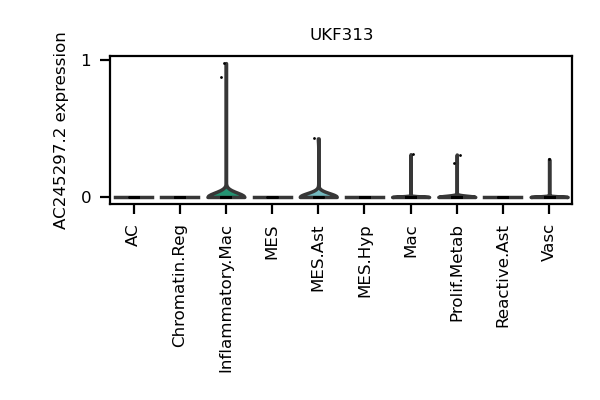 UKF313
AC245297.2 expression
1
0
AC
Chromatin.Reg
Inflammatory.Mac
MES
MES.Ast
MES.Hyp
Mac
Prolif.Metab
Reactive.Ast
Vasc